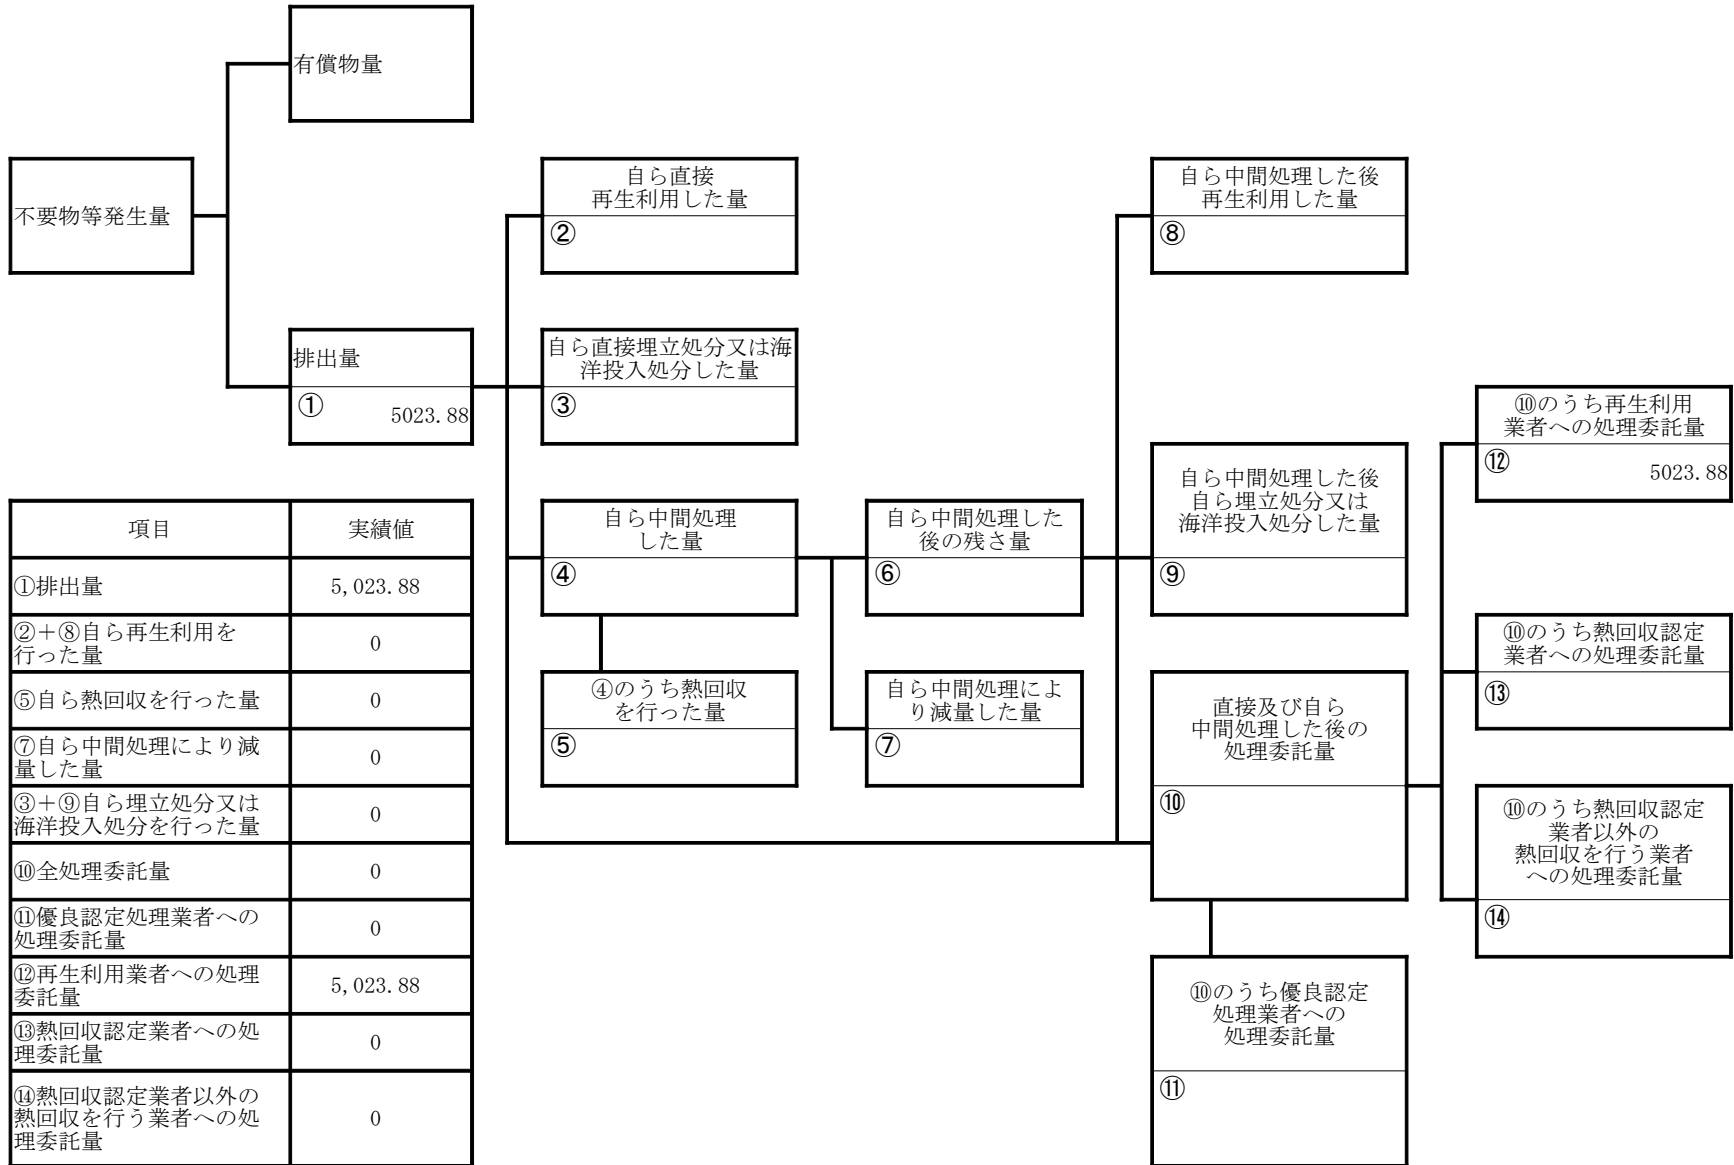 有償物量
不要物等発生量
自ら直接
再生利用した量
②
自ら中間処理した後
再生利用した量
⑧
排出量
①
5023.88
自ら直接埋立処分又は海
洋投入処分した量
③
⑩のうち再生利用
業者への処理委託量
⑫
5023.88
自ら中間処理した後
自ら埋立処分又は
海洋投入処分した量
⑨
自ら中間処理
した量
④
自ら中間処理した
後の残さ量
⑥
⑩のうち熱回収認定
業者への処理委託量
⑬
④のうち熱回収
を行った量
⑤
自ら中間処理によ
り減量した量
⑦
直接及び自ら
中間処理した後の
処理委託量
⑩
⑩のうち熱回収認定
業者以外の
熱回収を行う業者
への処理委託量
⑭
⑩のうち優良認定
処理業者への
処理委託量
⑪
項目 実績値
①排出量 5,023.88
②＋⑧自ら再生利用を
行った量 0
⑤自ら熱回収を行った量 0
⑦自ら中間処理により減
量した量 0
③＋⑨自ら埋立処分又は
海洋投入処分を行った量 0
⑩全処理委託量 0
⑪優良認定処理業者への
処理委託量 0
⑫再生利用業者への処理
委託量 5,023.88
⑬熱回収認定業者への処
理委託量 0
⑭熱回収認定業者以外の
熱回収を行う業者への処
理委託量 0